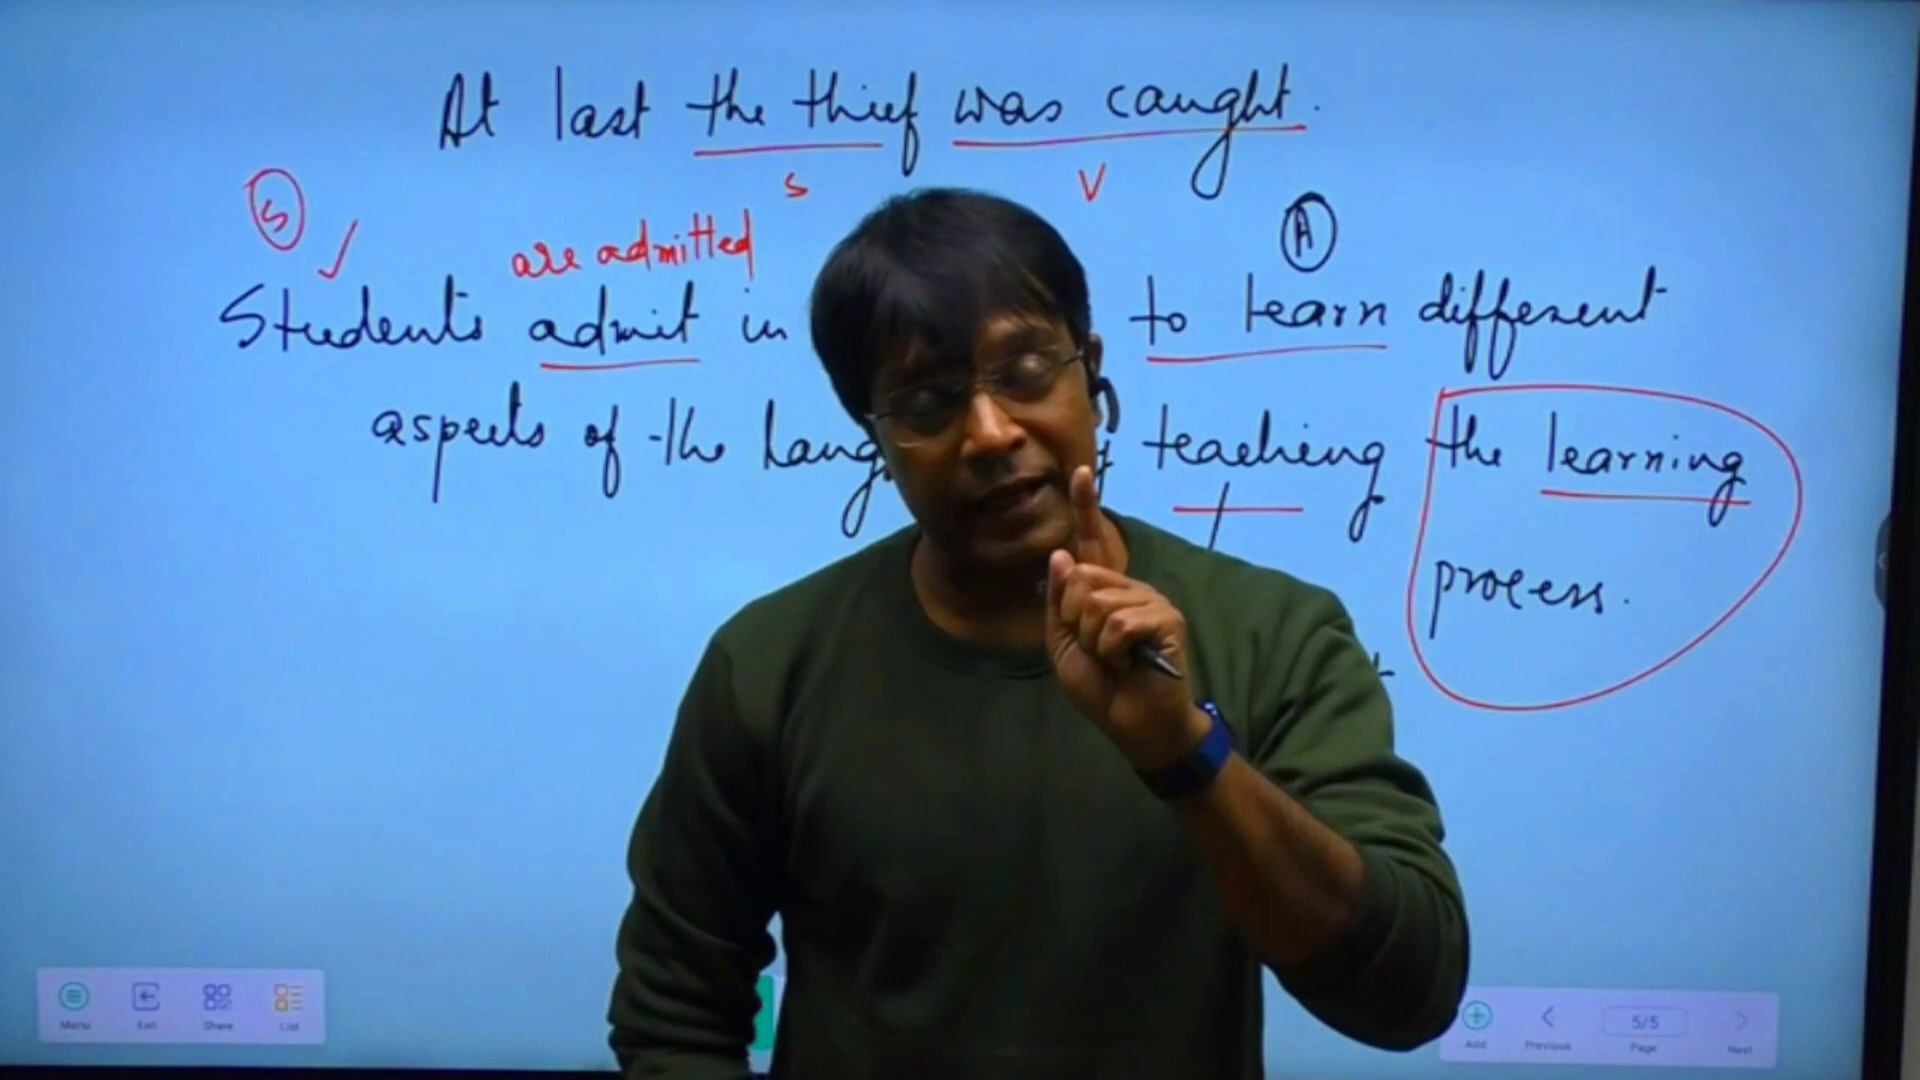 At last the thief was caught.
S V
S
are admitted
A
Students admit in to learn different
aspects of the teaching the learning
process.
Menu Exit Share List
Add Previous 5/5 Page Next